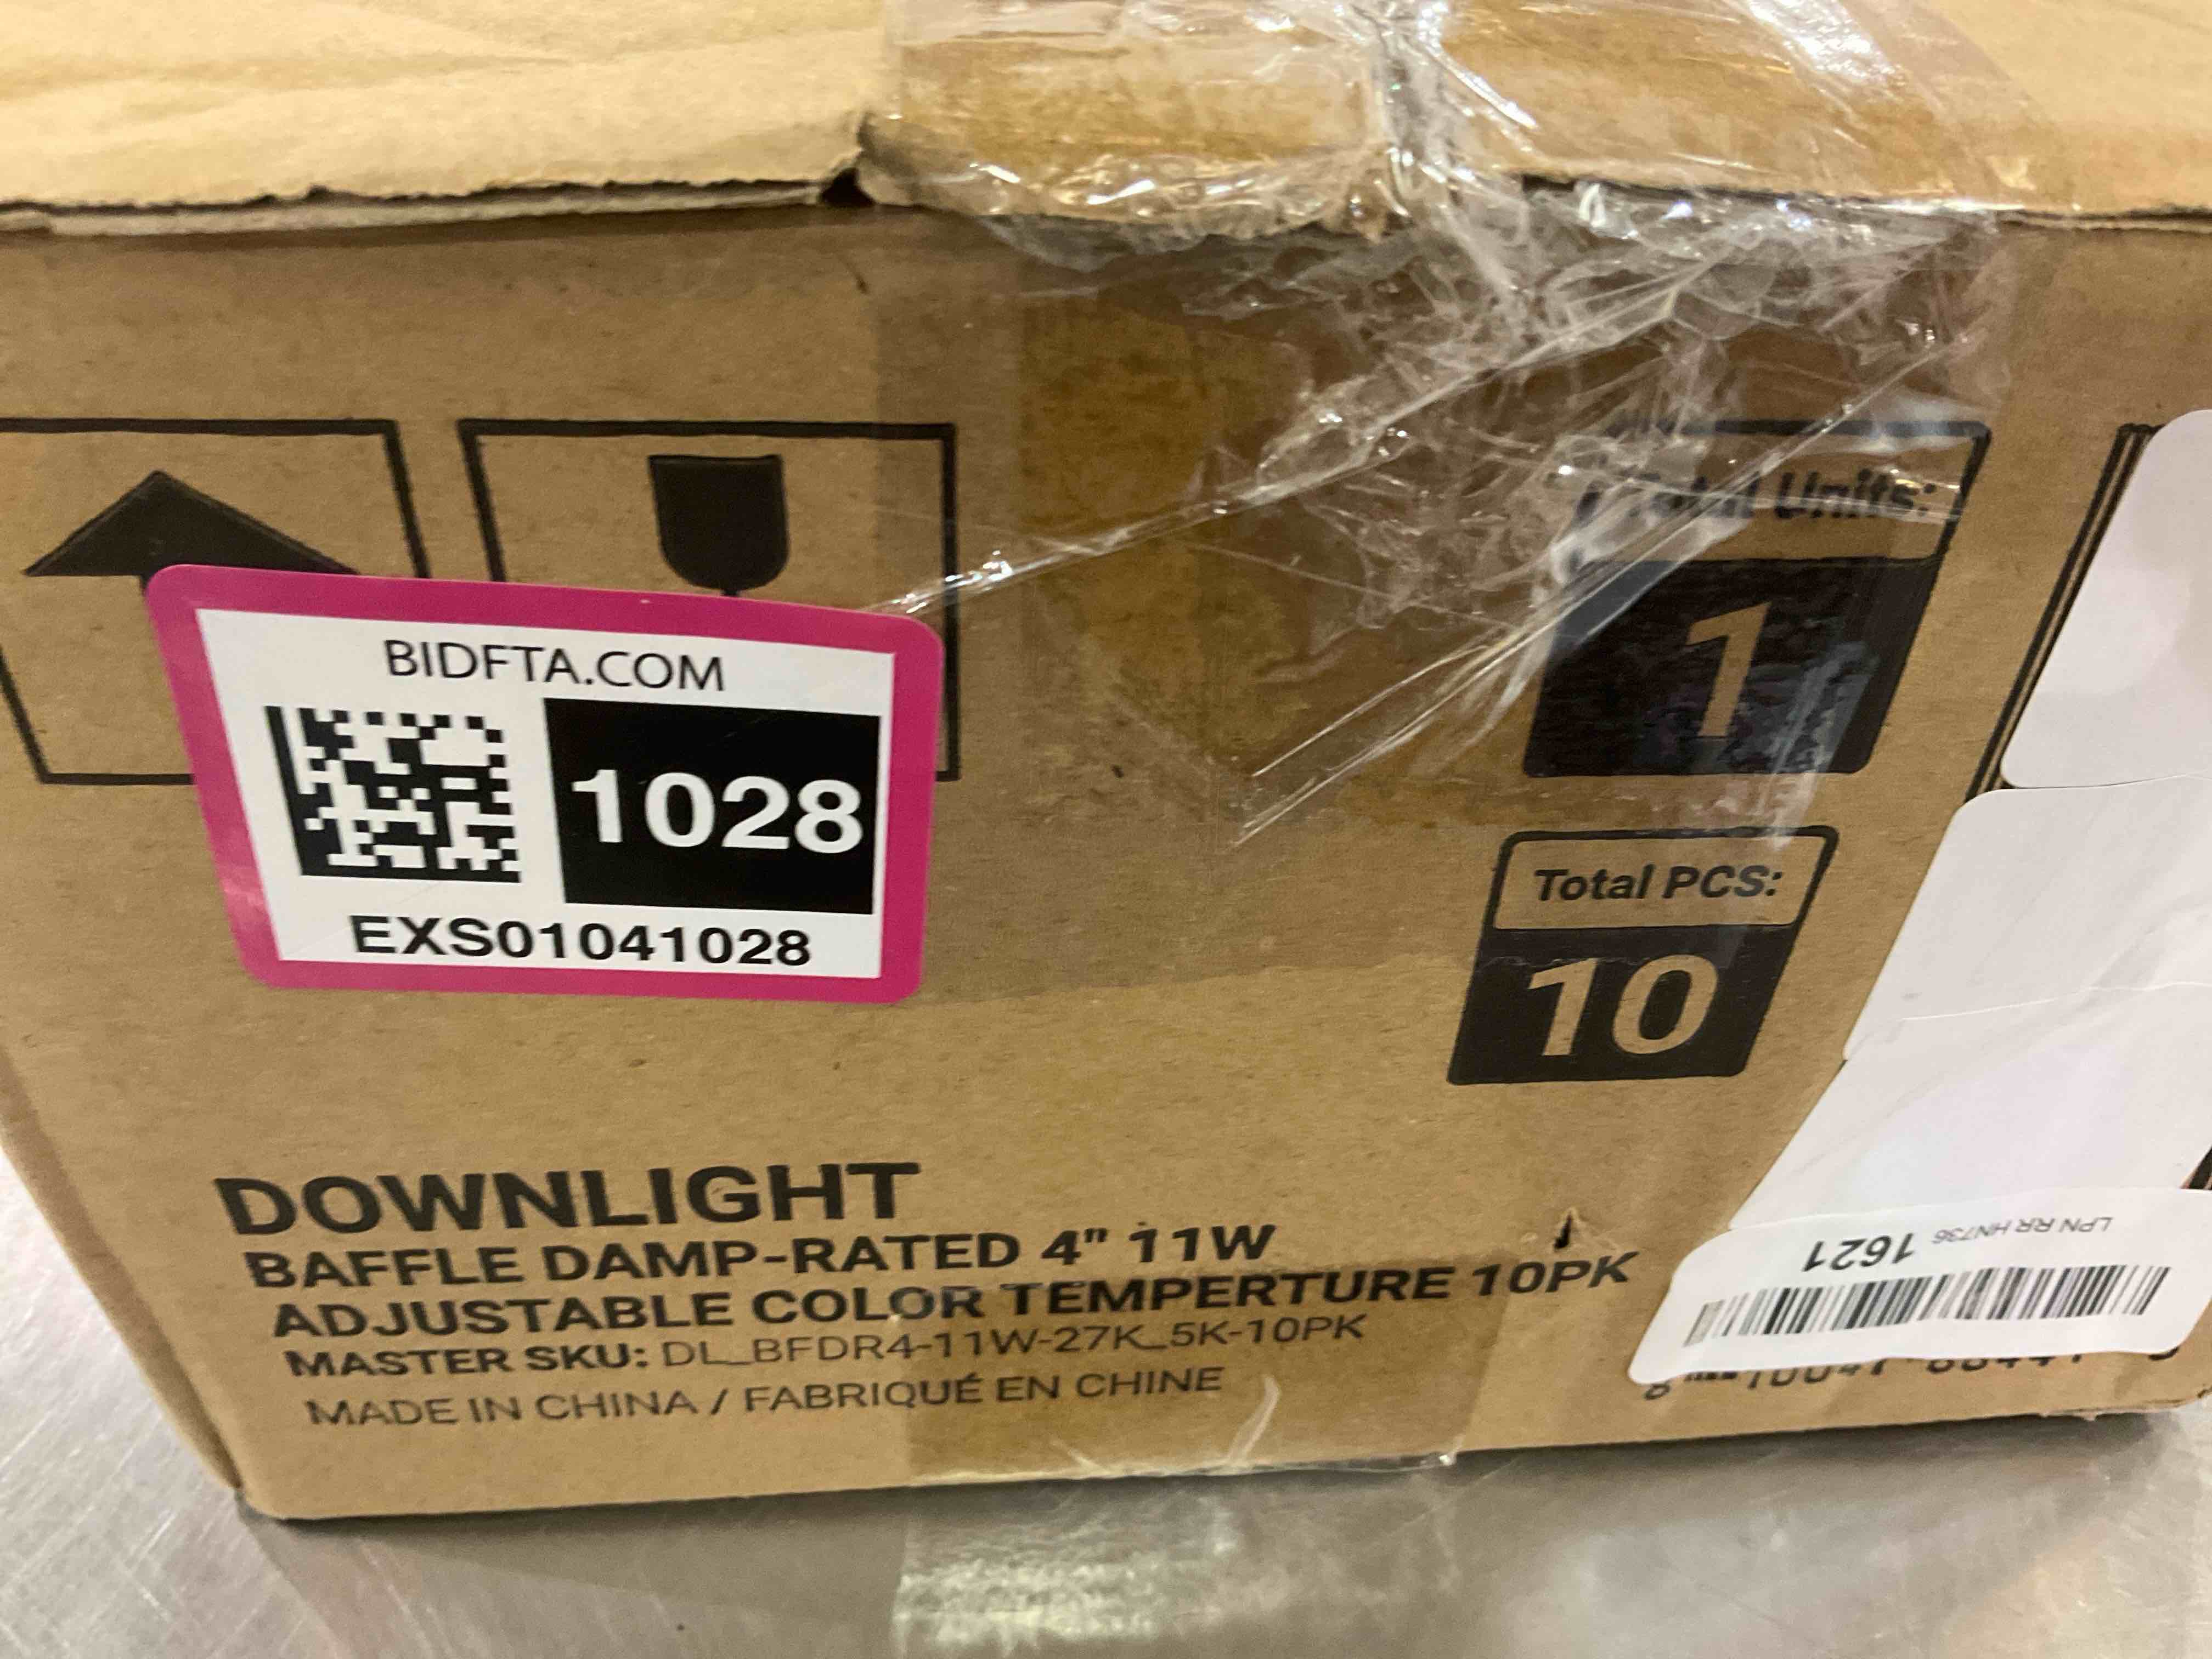 BIDFTA.COM
1028
EXS01041028
Total Units:
1
Total PCS:
10
DOWNLIGHT
BAFFLE DAMP-RATED 4" 11W
ADJUSTABLE COLOR TEMPERTURE 10PK
MASTER SKU: DL_BFDR4-11W-27K_5K-10PK
MADE IN CHINA / FABRIQUÉ EN CHINE
LPN RR HN736
1621